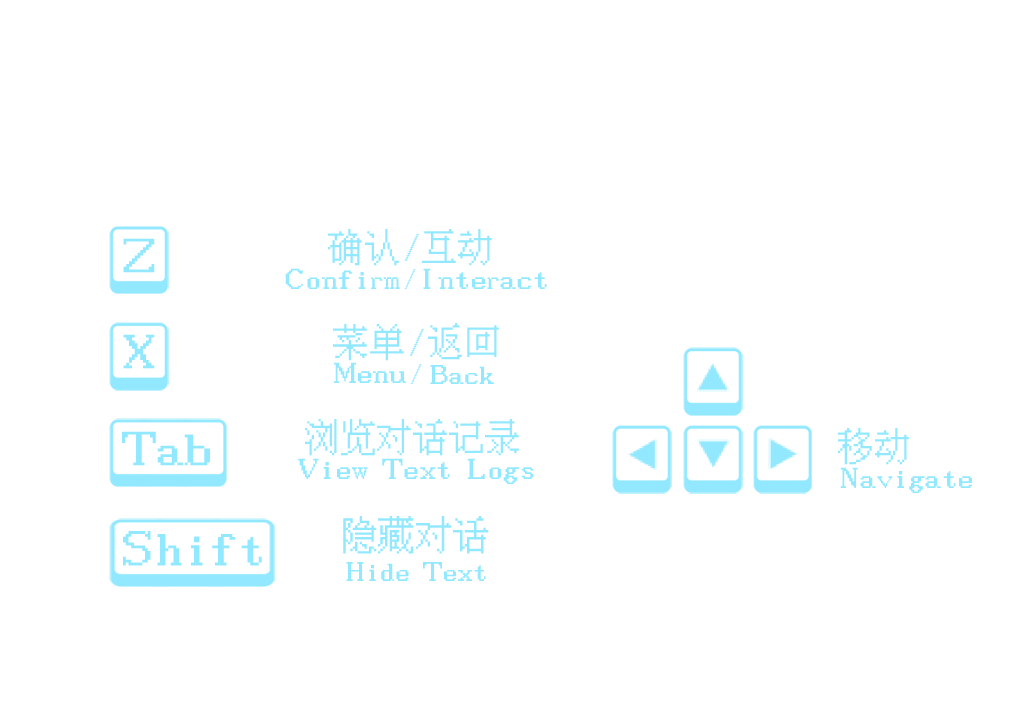 Z
确认/互动
Confirm/Interact
X
菜单/返回
Menu/Back
Tab
浏览对话记录
View Text Logs
Shift
隐藏对话
Hide Text
移动
Navigate